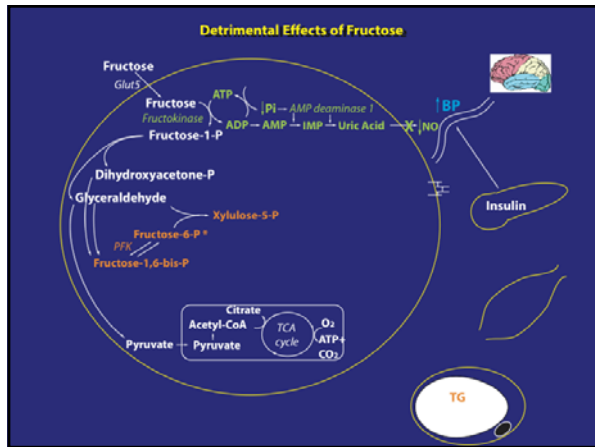 Detrimental Effects of Fructose
Fructose
Glut5
Fructose
Fructokinase
Fructose-1-P
ATP
ADP → AMP → IMP → Uric Acid → X ↓NO
↓Pi → AMP deaminase 1
↑BP
Dihydroxyacetone-P
Glyceraldehyde
Xylulose-5-P
Fructose-6-P *
PFK
Fructose-1,6-bis-P
Insulin
Citrate
Acetyl-CoA
TCA
cycle
O₂
ATP+
CO₂
Pyruvate
Pyruvate
TG